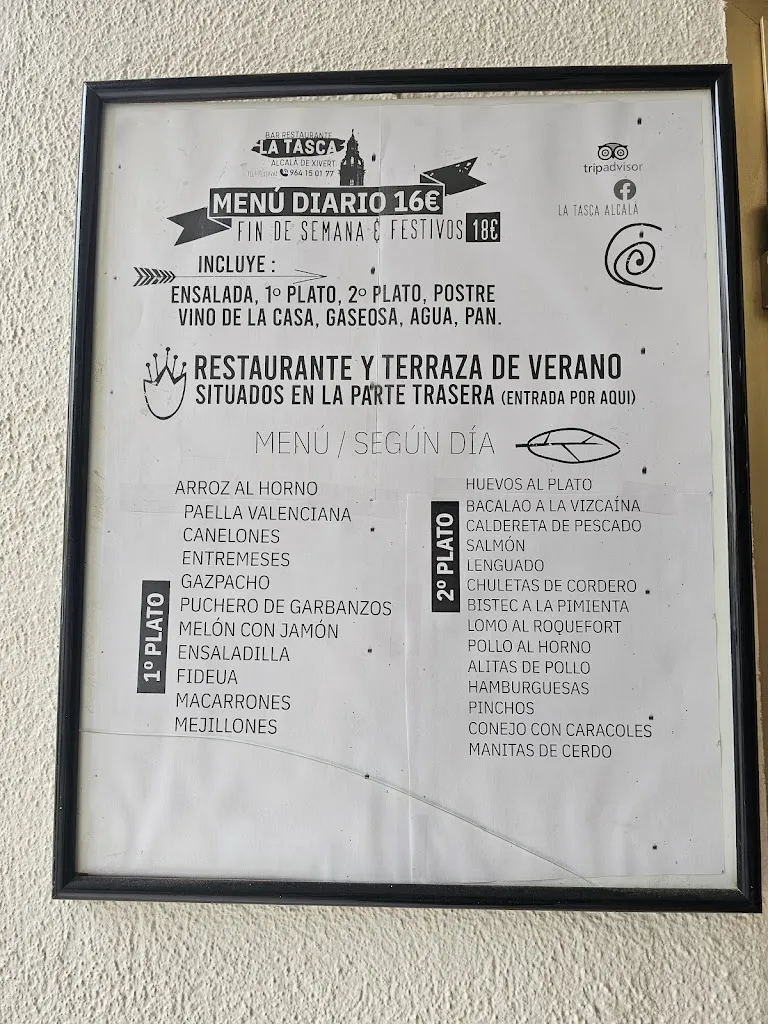 BAR RESTAURANTE
LA TASCA
ALCALÀ DE XIVERT
964 15 01 77
tripadvisor
LA TASCA ALCALÀ
MENÚ DIARIO 16€
FIN DE SEMANA & FESTIVOS 18€
INCLUYE :
ENSALADA, 1º PLATO, 2º PLATO, POSTRE
VINO DE LA CASA, GASEOSA, AGUA, PAN.
RESTAURANTE Y TERRAZA DE VERANO
SITUADOS EN LA PARTE TRASERA (ENTRADA POR AQUI)
MENÚ / SEGÚN DÍA
1º PLATO
ARROZ AL HORNO
PAELLA VALENCIANA
CANELONES
ENTREMESES
GAZPACHO
PUCHERO DE GARBANZOS
MELÓN CON JAMÓN
ENSALADILLA
FIDEUA
MACARRONES
MEJILLONES
2º PLATO
HUEVOS AL PLATO
BACALAO A LA VIZCAÍNA
CALDERETA DE PESCADO
SALMÓN
LENGUADO
CHULETAS DE CORDERO
BISTEC A LA PIMIENTA
LOMO AL ROQUEFORT
POLLO AL HORNO
ALITAS DE POLLO
HAMBURGUESAS
PINCHOS
CONEJO CON CARACOLES
MANITAS DE CERDO